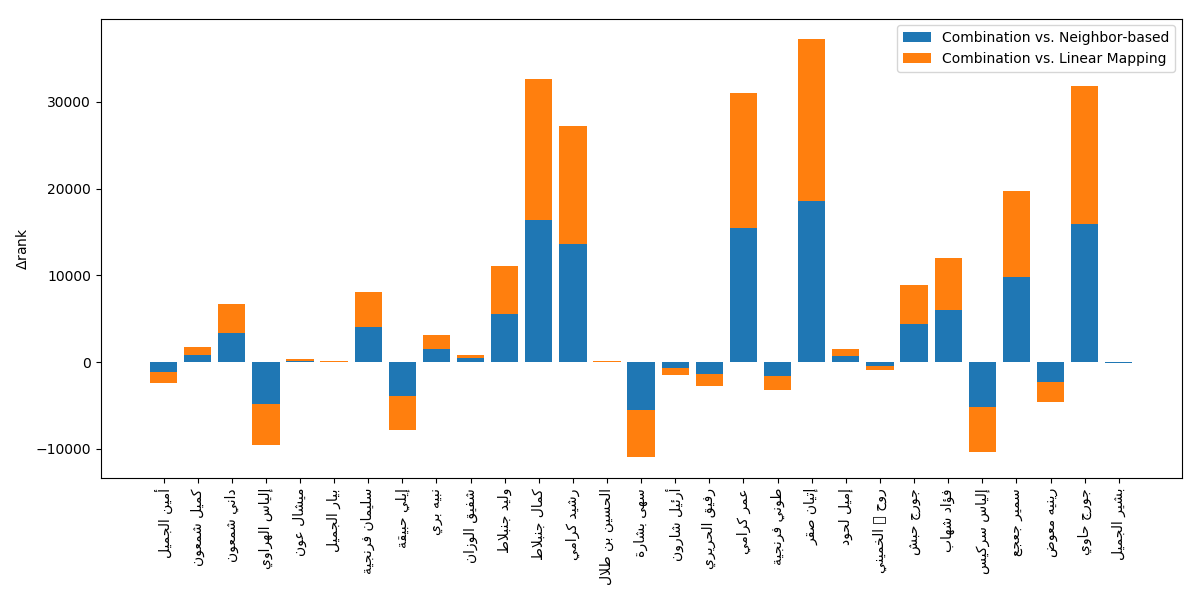 Combination vs. Neighbor-based
Combination vs. Linear Mapping
Δrank
30000
20000
10000
0
−10000
أمين الجميل
كميل شمعون
داني شمعون
إلياس الهراوي
ميشال عون
بيار الجميل
سليمان فرنجية
إيلي حبيقة
نبيه بري
شفيق الوزان
وليد جنبلاط
كمال جنبلاط
رشيد كرامي
الحسين بن طلال
سهى بشارة
أرئيل شارون
رفيق الحريري
عمر كرامي
طوني فرنجية
إتيان صقر
إميل لحود
روح الخميني
جورج حبش
فؤاد شهاب
إلياس سركيس
سمير جعجع
رينيه معوض
جورج حاوي
بشير الجميل